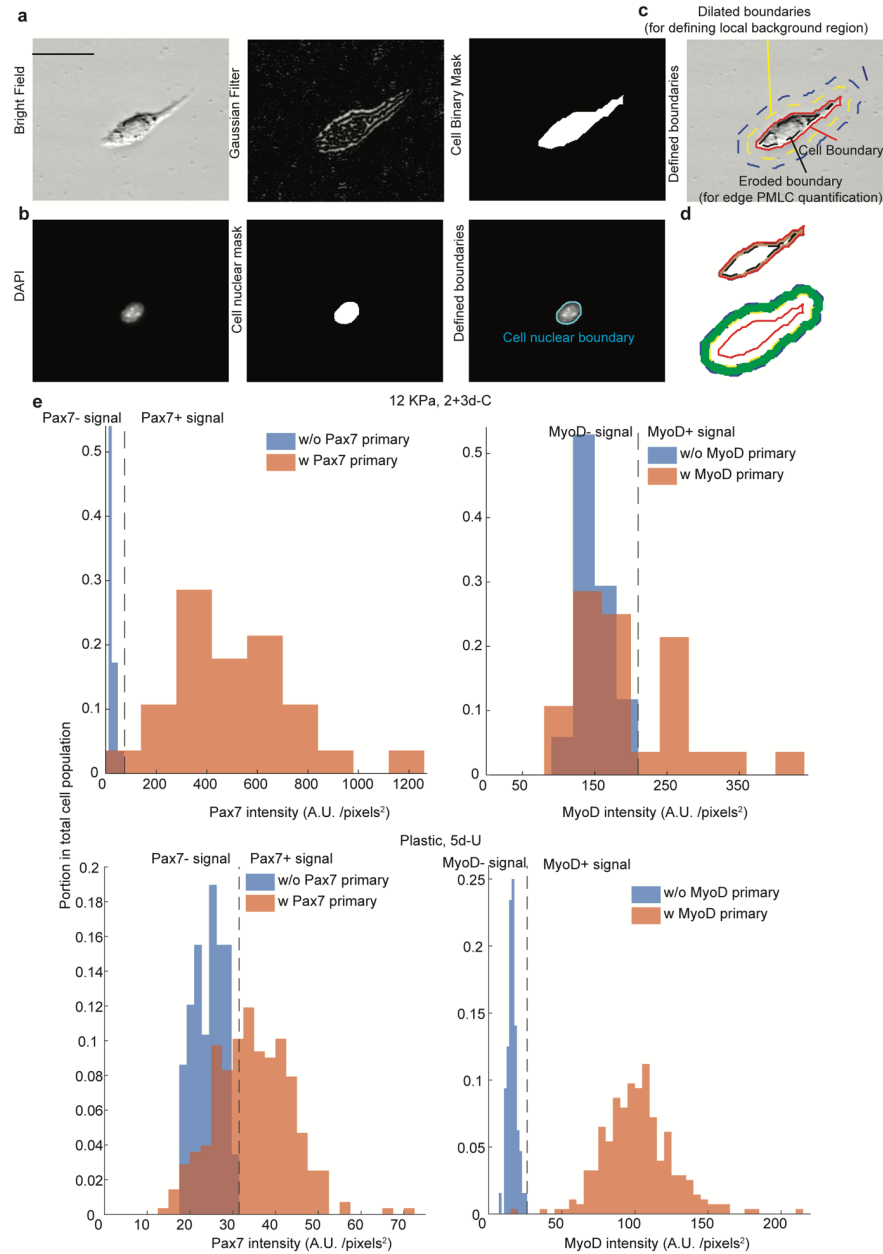 a
Bright Field
Gaussian Filter
Cell Binary Mask
c
Dilated boundaries
(for defining local background region)
Defined boundaries
Cell Boundary
Eroded boundary
(for edge PMLC quantification)
b
DAPI
Cell nuclear mask
Defined boundaries
Cell nuclear boundary
d
e
12 KPa, 2+3d-C
Portion in total cell population
Pax7- signal
Pax7+ signal
w/o Pax7 primary
w Pax7 primary
0.5
0.4
0.3
0.2
0.1
0
0
200
400
600
800
1000
1200
Pax7 intensity (A.U. /pixels²)
MyoD- signal
MyoD+ signal
w/o MyoD primary
w MyoD primary
0.5
0.4
0.3
0.2
0.1
0
0
50
150
250
350
MyoD intensity (A.U. /pixels²)
Plastic, 5d-U
Pax7- signal
Pax7+ signal
w/o Pax7 primary
w Pax7 primary
0.2
0.18
0.16
0.14
0.12
0.1
0.08
0.06
0.04
0.02
0
10
20
30
40
50
60
70
Pax7 intensity (A.U. /pixels²)
MyoD- signal
MyoD+ signal
w/o MyoD primary
w MyoD primary
0.25
0.2
0.15
0.1
0.05
0
0
50
100
150
200
MyoD intensity (A.U. /pixels²)